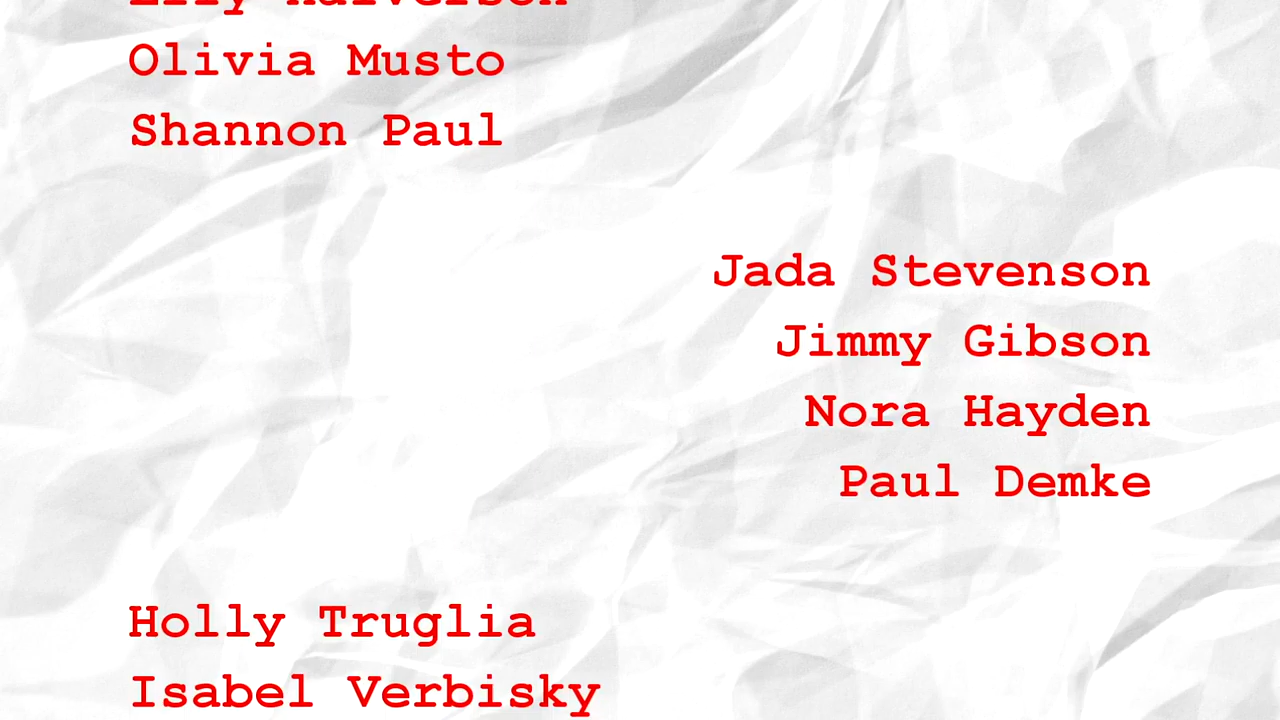 Olivia Musto
Shannon Paul
Jada Stevenson
Jimmy Gibson
Nora Hayden
Paul Demke
Holly Truglia
Isabel Verbisky